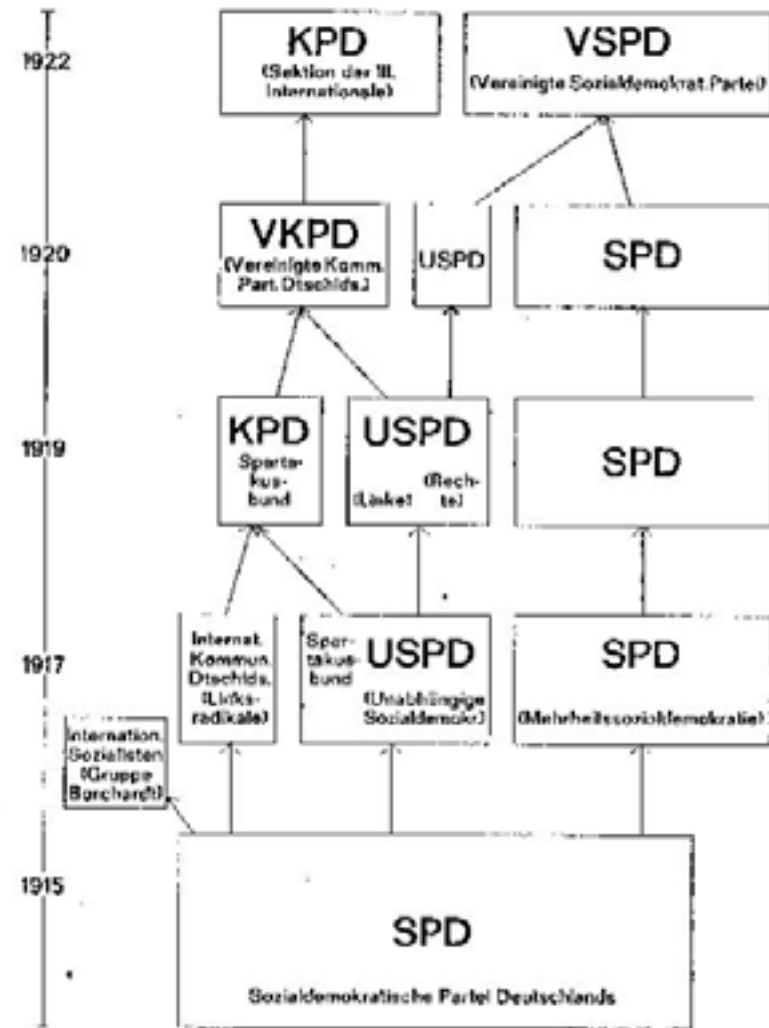 1922
KPD
(Sektion der III.
Internationale)
VSPD
(Vereinigte Sozialdemokrat. Partei)
1920
VKPD
(Vereinigte Komm.
Part. Dtschlds.)
USPD
SPD
1919
KPD
Sparta-
kus-
bund
USPD
(Linke)
(Rech-
te)
SPD
1917
Internat.
Kommun.
Dtschlds.
(Links-
radikale)
Spar-
takus-
bund
USPD
(Unabhängige
Sozialdemokr.)
SPD
(Mehrheitssozialdemokratie)
Internation.
Sozialisten
(Gruppe
Borchardt)
1915
SPD
Sozialdemokratische Partei Deutschlands